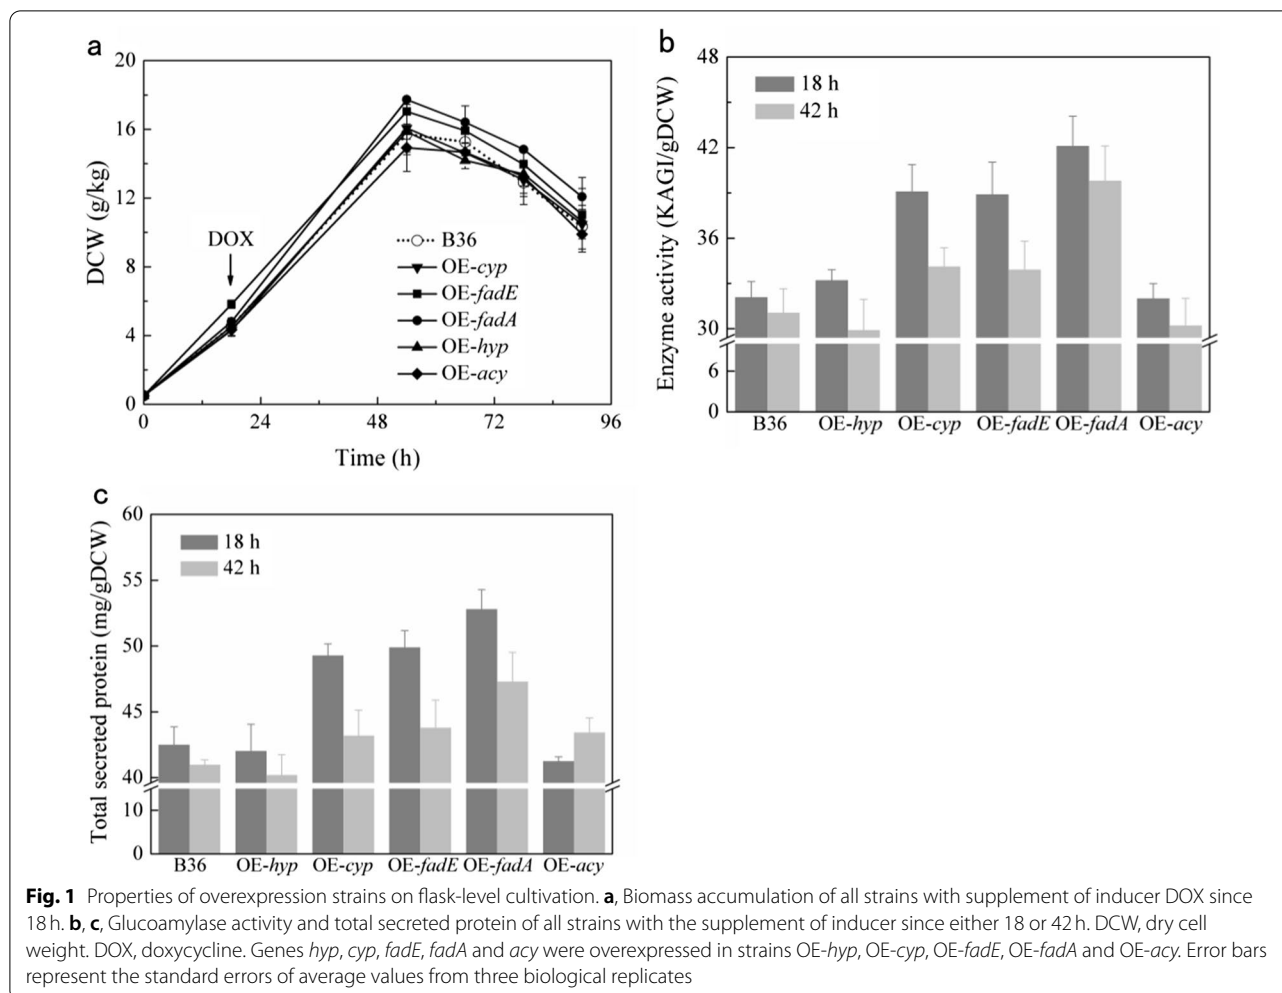 a
20
16
12
8
4
0
DCW (g/kg)
DOX
B36
OE-cyp
OE-fadE
OE-fadA
OE-hyp
OE-acy
0 24 48 72 96
Time (h)
b
48
42
36
30
6
0
Enzyme activity (KAGI/gDCW)
18 h
42 h
B36 OE-hyp OE-cyp OE-fadE OE-fadA OE-acy
c
60
55
50
45
40
10
0
Total secreted protein (mg/gDCW)
18 h
42 h
B36 OE-hyp OE-cyp OE-fadE OE-fadA OE-acy
Fig. 1 Properties of overexpression strains on flask-level cultivation. a, Biomass accumulation of all strains with supplement of inducer DOX since
18 h. b, c, Glucoamylase activity and total secreted protein of all strains with the supplement of inducer since either 18 or 42 h. DCW, dry cell
weight. DOX, doxycycline. Genes hyp, cyp, fadE, fadA and acy were overexpressed in strains OE-hyp, OE-cyp, OE-fadE, OE-fadA and OE-acy. Error bars
represent the standard errors of average values from three biological replicates